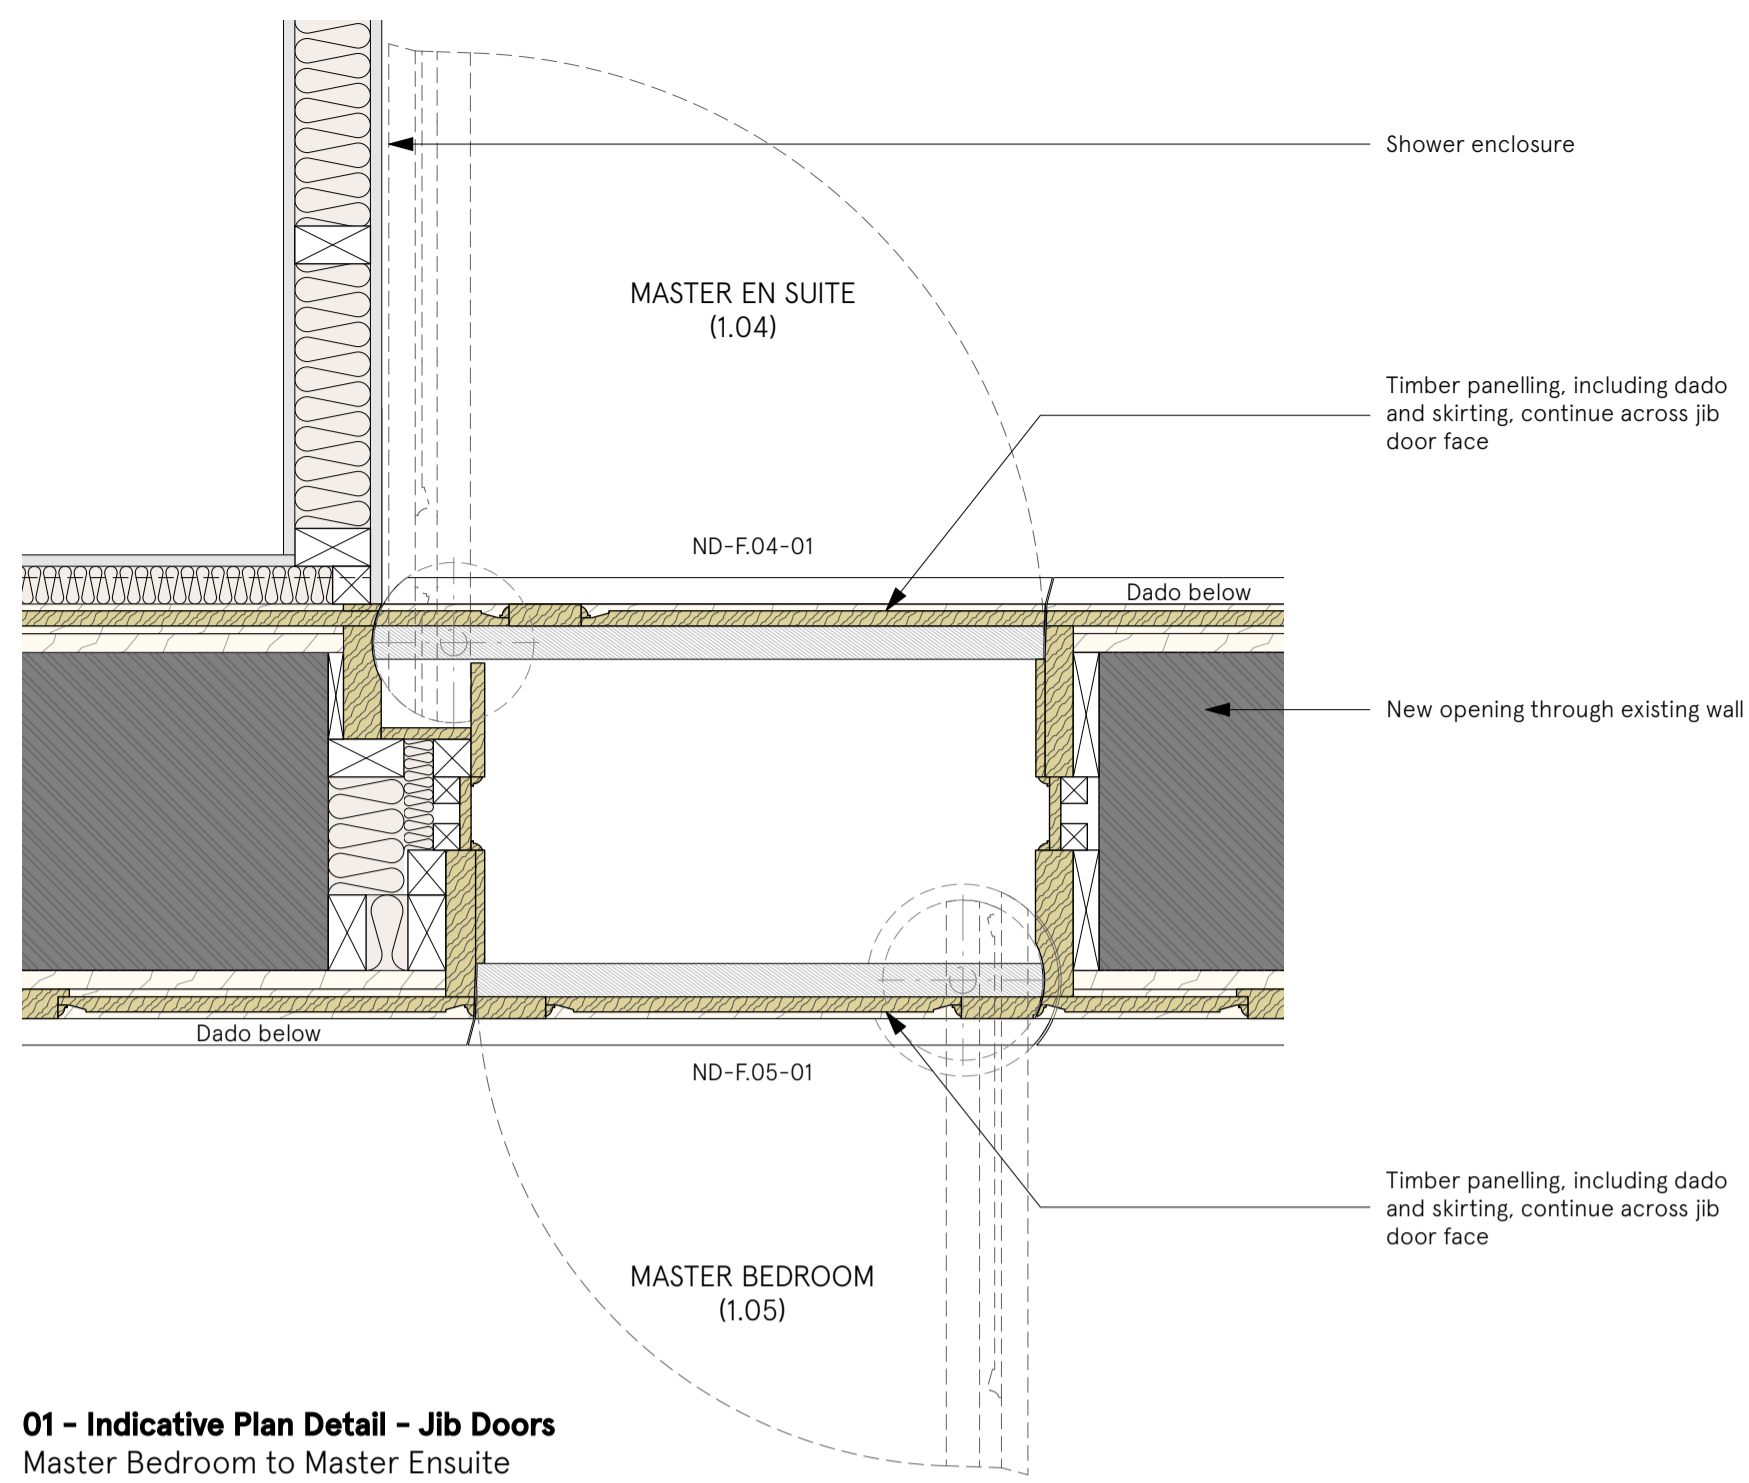 Shower enclosure
MASTER EN SUITE
(1.04)
Timber panelling, including dado
and skirting, continue across jib
door face
ND-F.04-01
Dado below
New opening through existing wall
Dado below
ND-F.05-01
Timber panelling, including dado
and skirting, continue across jib
door face
MASTER BEDROOM
(1.05)
01 - Indicative Plan Detail - Jib Doors
Master Bedroom to Master Ensuite